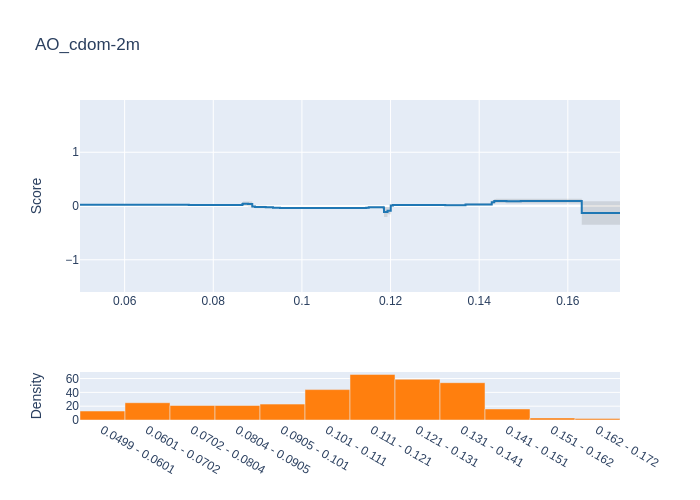 AO_cdom-2m
Score
1
0
−1
0.06
0.08
0.1
0.12
0.14
0.16
Density
60
40
20
0
0.0499 - 0.0601
0.0601 - 0.0702
0.0702 - 0.0804
0.0804 - 0.0905
0.0905 - 0.101
0.101 - 0.111
0.111 - 0.121
0.121 - 0.131
0.131 - 0.141
0.141 - 0.151
0.151 - 0.162
0.162 - 0.172